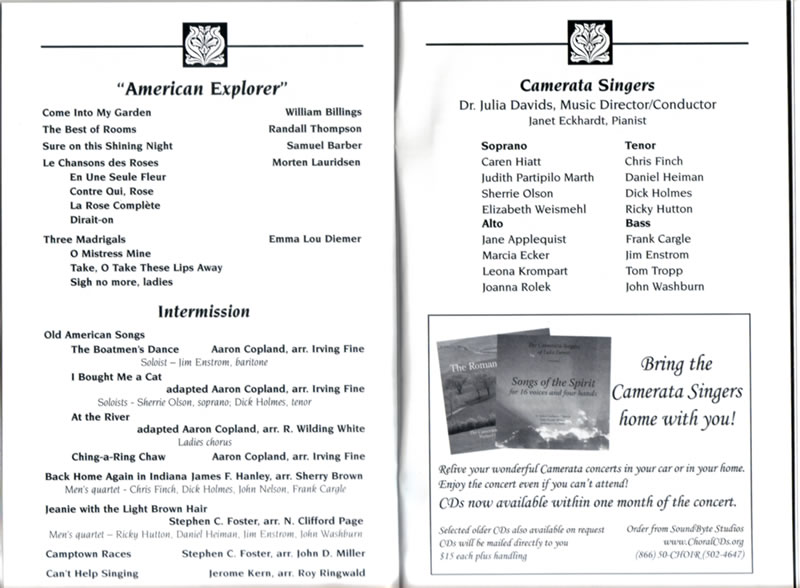 "American Explorer"
Come Into My Garden William Billings
The Best of Rooms Randall Thompson
Sure on this Shining Night Samuel Barber
Le Chansons des Roses Morten Lauridsen
En Une Seule Fleur
Contre Qui, Rose
La Rose Complète
Dirait-on
Three Madrigals Emma Lou Diemer
O Mistress Mine
Take, O Take These Lips Away
Sigh no more, ladies
Intermission
Old American Songs
The Boatmen's Dance Aaron Copland, arr. Irving Fine
Soloist – Jim Enstrom, baritone
I Bought Me a Cat
adapted Aaron Copland, arr. Irving Fine
Soloists - Sherrie Olson, soprano; Dick Holmes, tenor
At the River
adapted Aaron Copland, arr. R. Wilding White
Ladies chorus
Ching-a-Ring Chaw Aaron Copland, arr. Irving Fine
Back Home Again in Indiana James F. Hanley, arr. Sherry Brown
Men's quartet - Chris Finch, Dick Holmes, John Nelson, Frank Cargle
Jeanie with the Light Brown Hair
Stephen C. Foster, arr. N. Clifford Page
Men's quartet – Ricky Hutton, Daniel Heiman, Jim Enstrom, John Washburn
Camptown Races Stephen C. Foster, arr. John D. Miller
Can't Help Singing Jerome Kern, arr. Roy Ringwald
Camerata Singers
Dr. Julia Davids, Music Director/Conductor
Janet Eckhardt, Pianist
Soprano
Caren Hiatt
Judith Partipilo Marth
Sherrie Olson
Elizabeth Weismehl
Alto
Jane Applequist
Marcia Ecker
Leona Krompart
Joanna Rolek
Tenor
Chris Finch
Daniel Heiman
Dick Holmes
Ricky Hutton
Bass
Frank Cargle
Jim Enstrom
Tom Tropp
John Washburn
The Roman
The Camerata Singers
Songs of the Spirit
for 16 voices and four hands
Bring the
Camerata Singers
home with you!
Relive your wonderful Camerata concerts in your car or in your home.
Enjoy the concert even if you can't attend!
CDs now available within one month of the concert.
Selected older CDs also available on request
CDs will be mailed directly to you
$15 each plus handling
Order from SoundByte Studios
www.ChoralCDs.org
(866) 50-CHOIR (502-4647)